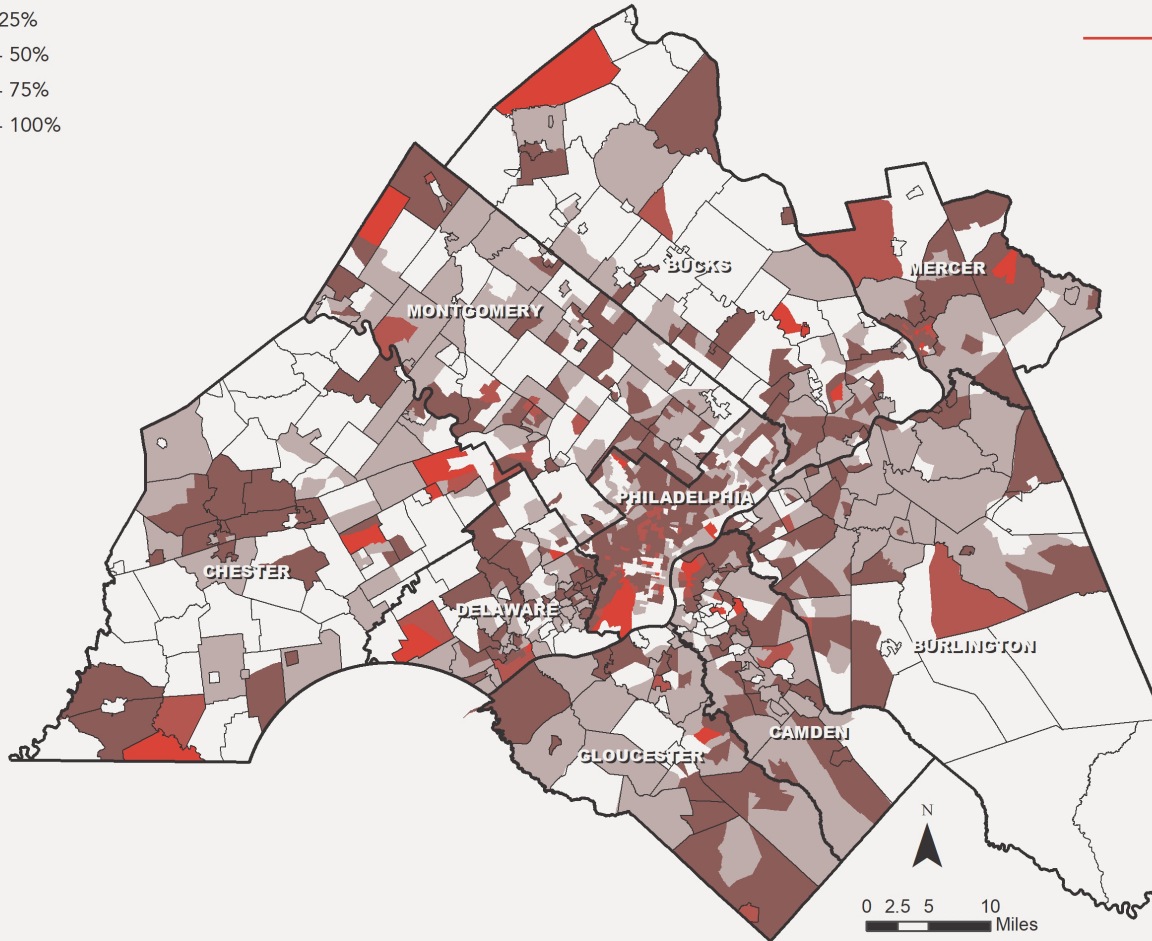 25%
- 50%
- 75%
- 100%
BUCKS
MERCER
MONTGOMERY
PHILADELPHIA
CHESTER
DELAWARE
BURLINGTON
CAMDEN
GLOUCESTER
N
0 2.5 5 10
Miles